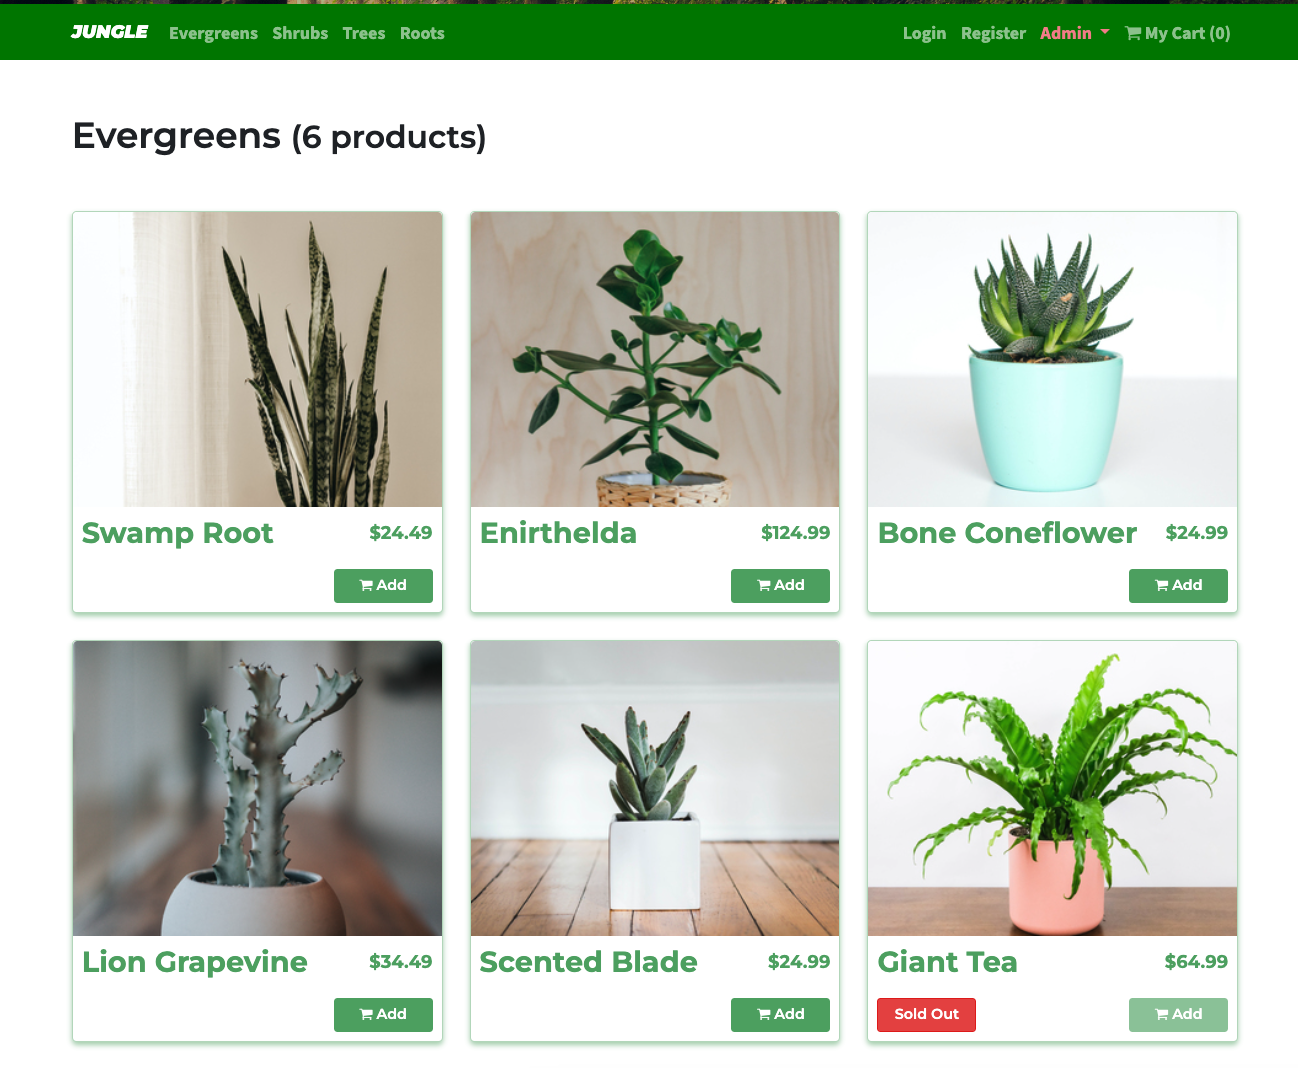 JUNGLE Evergreens Shrubs Trees Roots Login Register Admin My Cart (0)
Evergreens (6 products)
Swamp Root $24.49
Add
Enirthelda $124.99
Add
Bone Coneflower $24.99
Add
Lion Grapevine $34.49
Add
Scented Blade $24.99
Add
Giant Tea $64.99
Sold Out Add